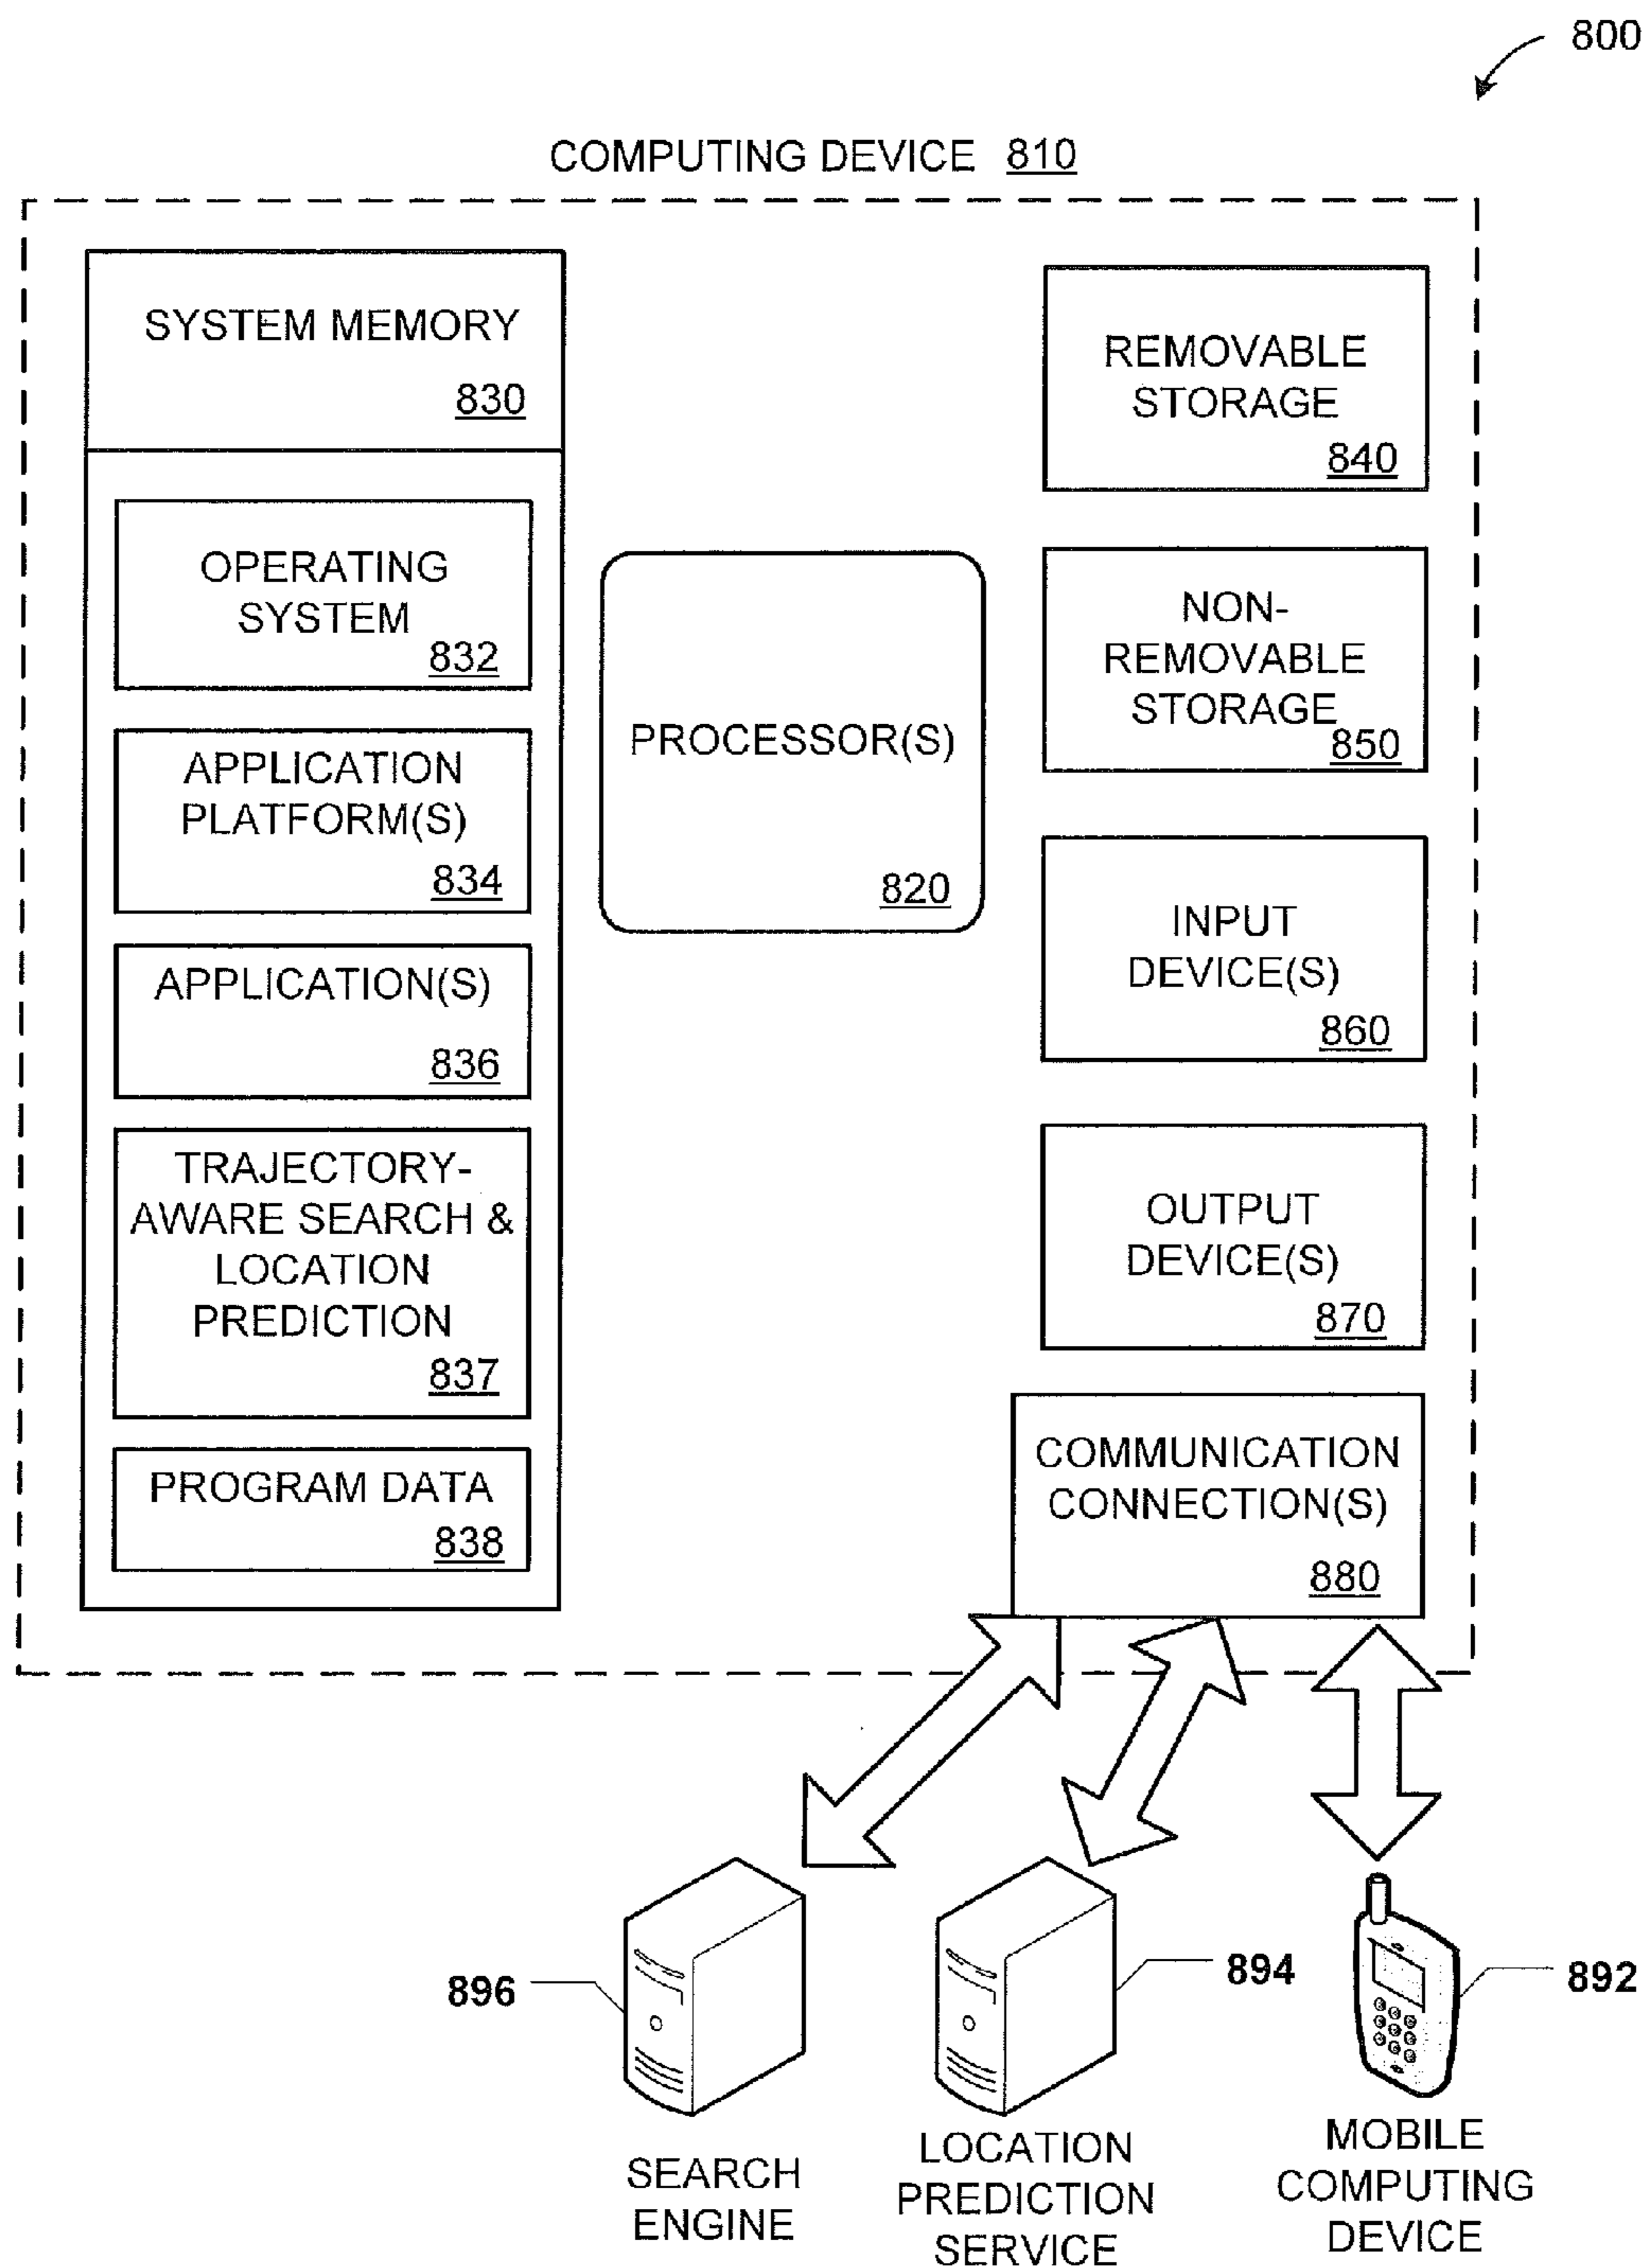 800
COMPUTING DEVICE 810
SYSTEM MEMORY
830
OPERATING
SYSTEM
832
APPLICATION
PLATFORM(S)
834
APPLICATION(S)
836
TRAJECTORY-
AWARE SEARCH &
LOCATION
PREDICTION
837
PROGRAM DATA
838
PROCESSOR(S)
820
REMOVABLE
STORAGE
840
NON-
REMOVABLE
STORAGE
850
INPUT
DEVICE(S)
860
OUTPUT
DEVICE(S)
870
COMMUNICATION
CONNECTION(S)
880
896
894
892
SEARCH
ENGINE
LOCATION
PREDICTION
SERVICE
MOBILE
COMPUTING
DEVICE